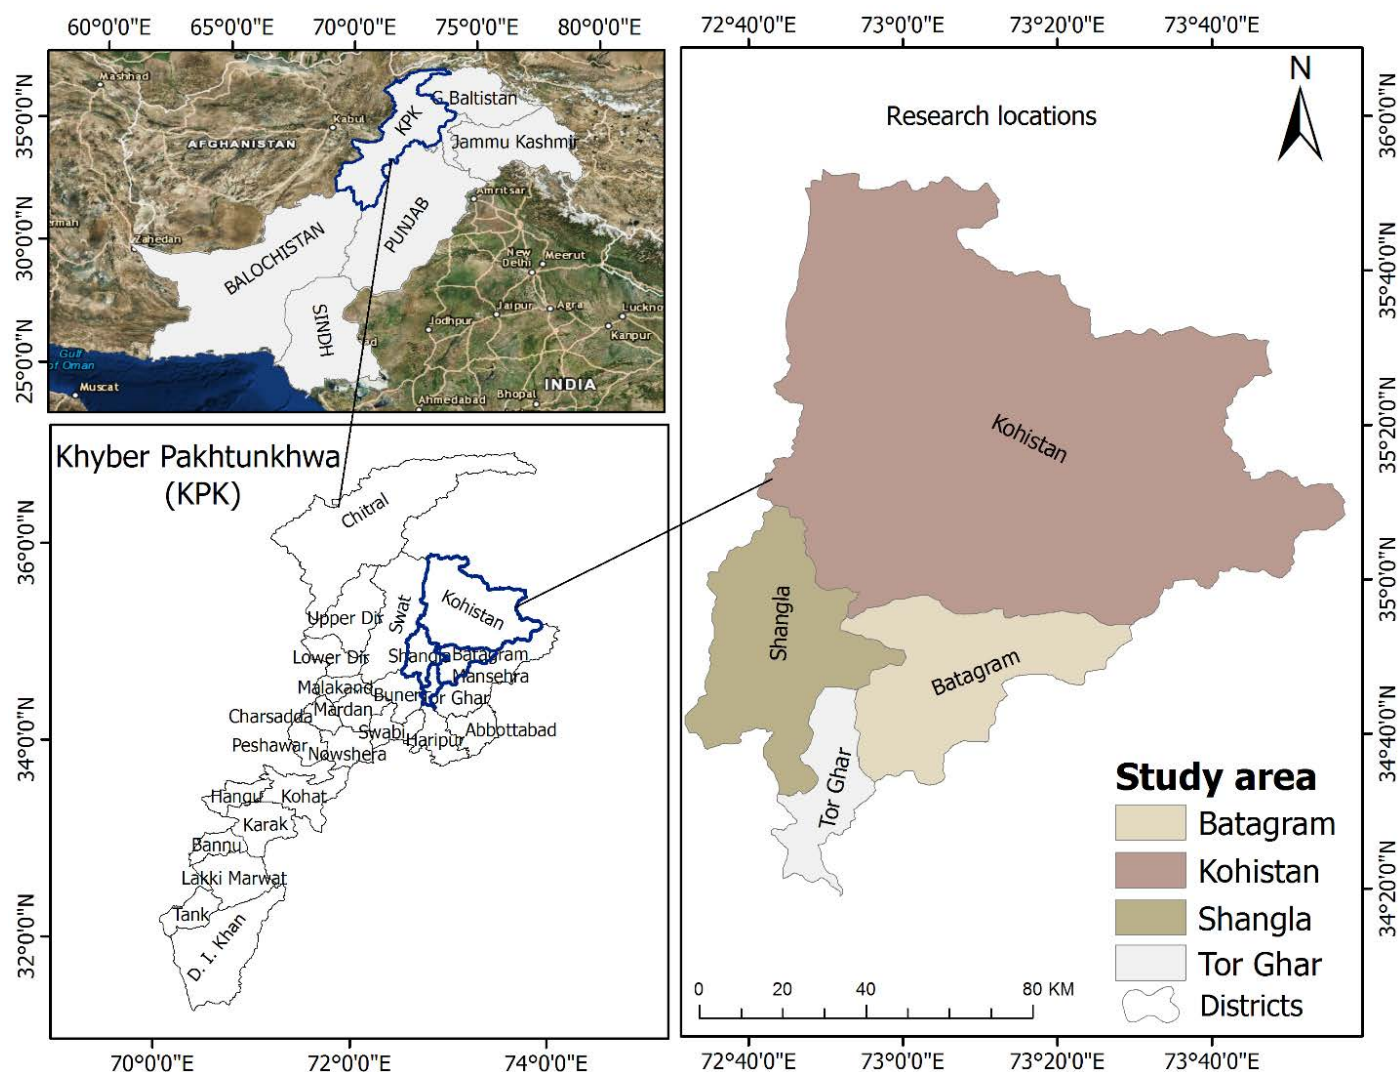 60°0'0"E 65°0'0"E 70°0'0"E 75°0'0"E 80°0'0"E
35°0'0"N
30°0'0"N
25°0'0"N
Mashhad
Kabul
AFGHANISTAN
KPK
G Baltistan
Jammu Kashmir
Amritsar
Zahedan
BALOCHISTAN
PUNJAB
New
Delhi
Meerut
SINDH
Jaipur
Agra
Jodhpur
Luckno
Kanpur
Gulf
of Oman
Muscat
INDIA
Ahmedabad
Bhopal
Khyber Pakhtunkhwa
(KPK)
36°0'0"N
34°0'0"N
32°0'0"N
Chitral
Upper Dir
Swat
Kohistan
Lower Dir
Shangla
Batagram
Mansehra
Malakand
Buner
Tor Ghar
Mardan
Charsadda
Swabi
Haripur
Abbottabad
Peshawar
Nowshera
Hangu
Kohat
Karak
Bannu
Lakki Marwat
Tank
D. I. Khan
70°0'0"E 72°0'0"E 74°0'0"E
72°40'0"E 73°0'0"E 73°20'0"E 73°40'0"E
Research locations
N
36°0'0"N
35°40'0"N
35°20'0"N
35°0'0"N
34°40'0"N
34°20'0"N
Kohistan
Shangla
Batagram
Tor Ghar
Study area
Batagram
Kohistan
Shangla
Tor Ghar
Districts
0 20 40 80 KM
72°40'0"E 73°0'0"E 73°20'0"E 73°40'0"E